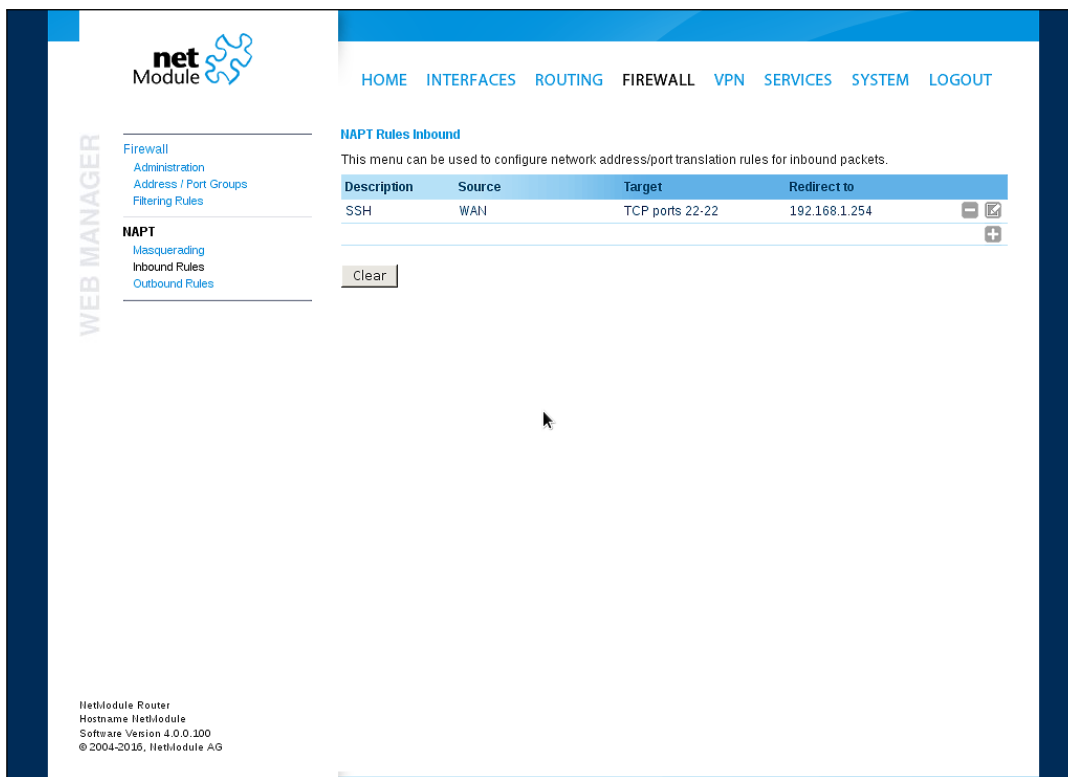 net
Module
HOME INTERFACES ROUTING FIREWALL VPN SERVICES SYSTEM LOGOUT
WEB MANAGER
Firewall
Administration
Address / Port Groups
Filtering Rules
NAPT
Masquerading
Inbound Rules
Outbound Rules
NAPT Rules Inbound
This menu can be used to configure network address/port translation rules for inbound packets.
Description Source Target Redirect to
SSH WAN TCP ports 22-22 192.168.1.254
Clear
NetModule Router
Hostname NetModule
Software Version 4.0.0.100
© 2004-2016, NetModule AG